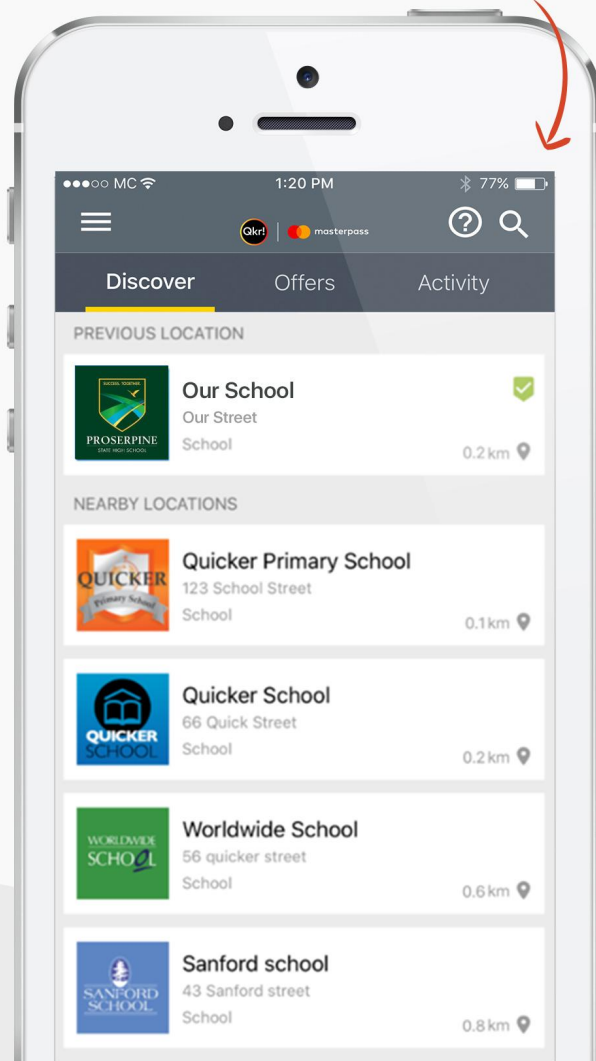 MC
1:20 PM
77%
Qkr!
masterpass
Discover
Offers
Activity
PREVIOUS LOCATION
SUCCESS TOGETHER
PROSERPINE
STATE HIGH SCHOOL
Our School
Our Street
School
0.2 km
NEARBY LOCATIONS
QUICKER
Primary School
Quicker Primary School
123 School Street
School
0.1 km
QUICKER
SCHOOL
Quicker School
66 Quick Street
School
0.2 km
WORLDWIDE
SCHOOL
Worldwide School
56 quicker street
School
0.6 km
SANFORD
SCHOOL
Sanford school
43 Sanford street
School
0.8 km